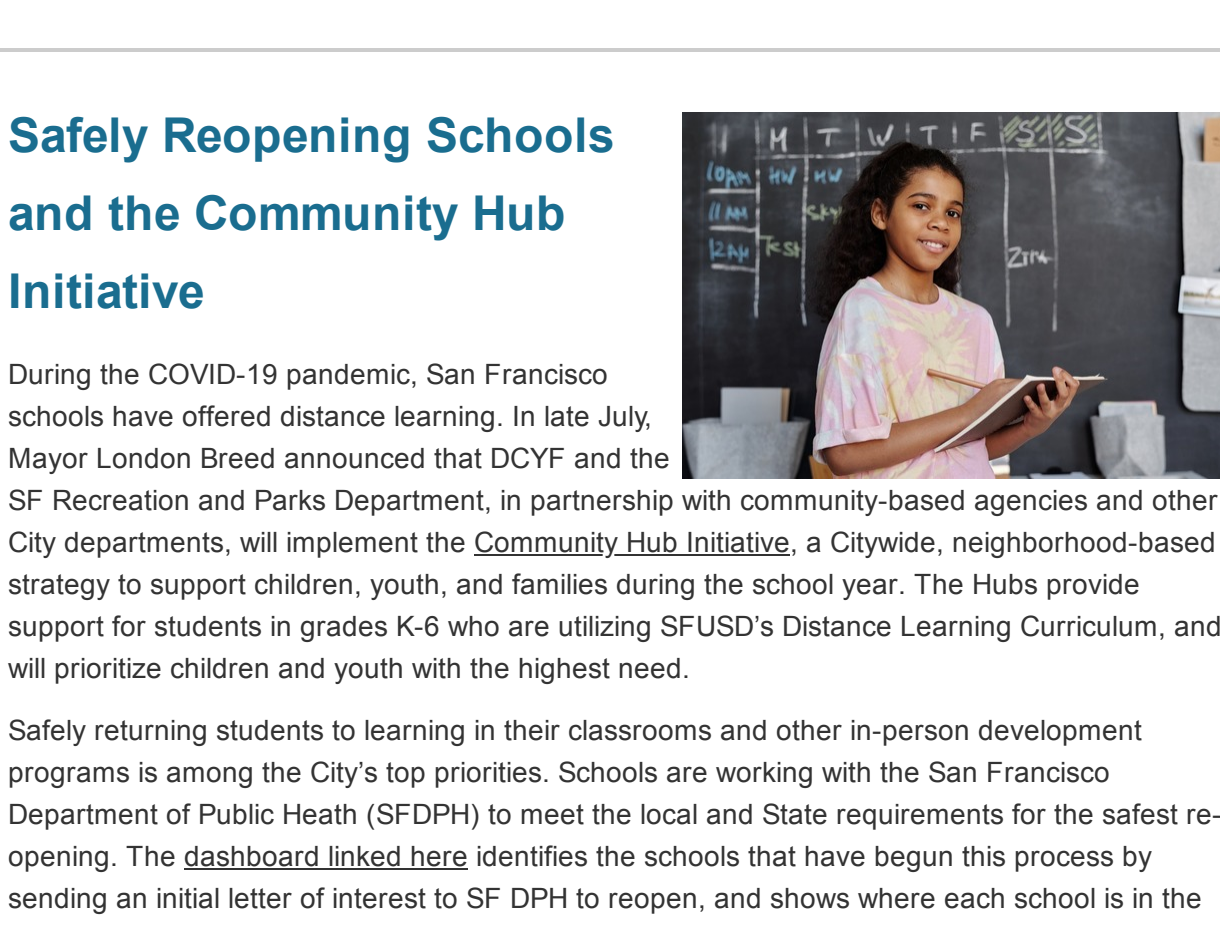 Safely Reopening Schools
and the Community Hub
Initiative
M T W T F S S
10AM HW HW
11 AM
12AM Test
During the COVID-19 pandemic, San Francisco
schools have offered distance learning. In late July,
Mayor London Breed announced that DCYF and the
SF Recreation and Parks Department, in partnership with community-based agencies and other
City departments, will implement the Community Hub Initiative, a Citywide, neighborhood-based
strategy to support children, youth, and families during the school year. The Hubs provide
support for students in grades K-6 who are utilizing SFUSD’s Distance Learning Curriculum, and
will prioritize children and youth with the highest need.
Safely returning students to learning in their classrooms and other in-person development
programs is among the City’s top priorities. Schools are working with the San Francisco
Department of Public Heath (SFDPH) to meet the local and State requirements for the safest re-
opening. The dashboard linked here identifies the schools that have begun this process by
sending an initial letter of interest to SF DPH to reopen, and shows where each school is in the